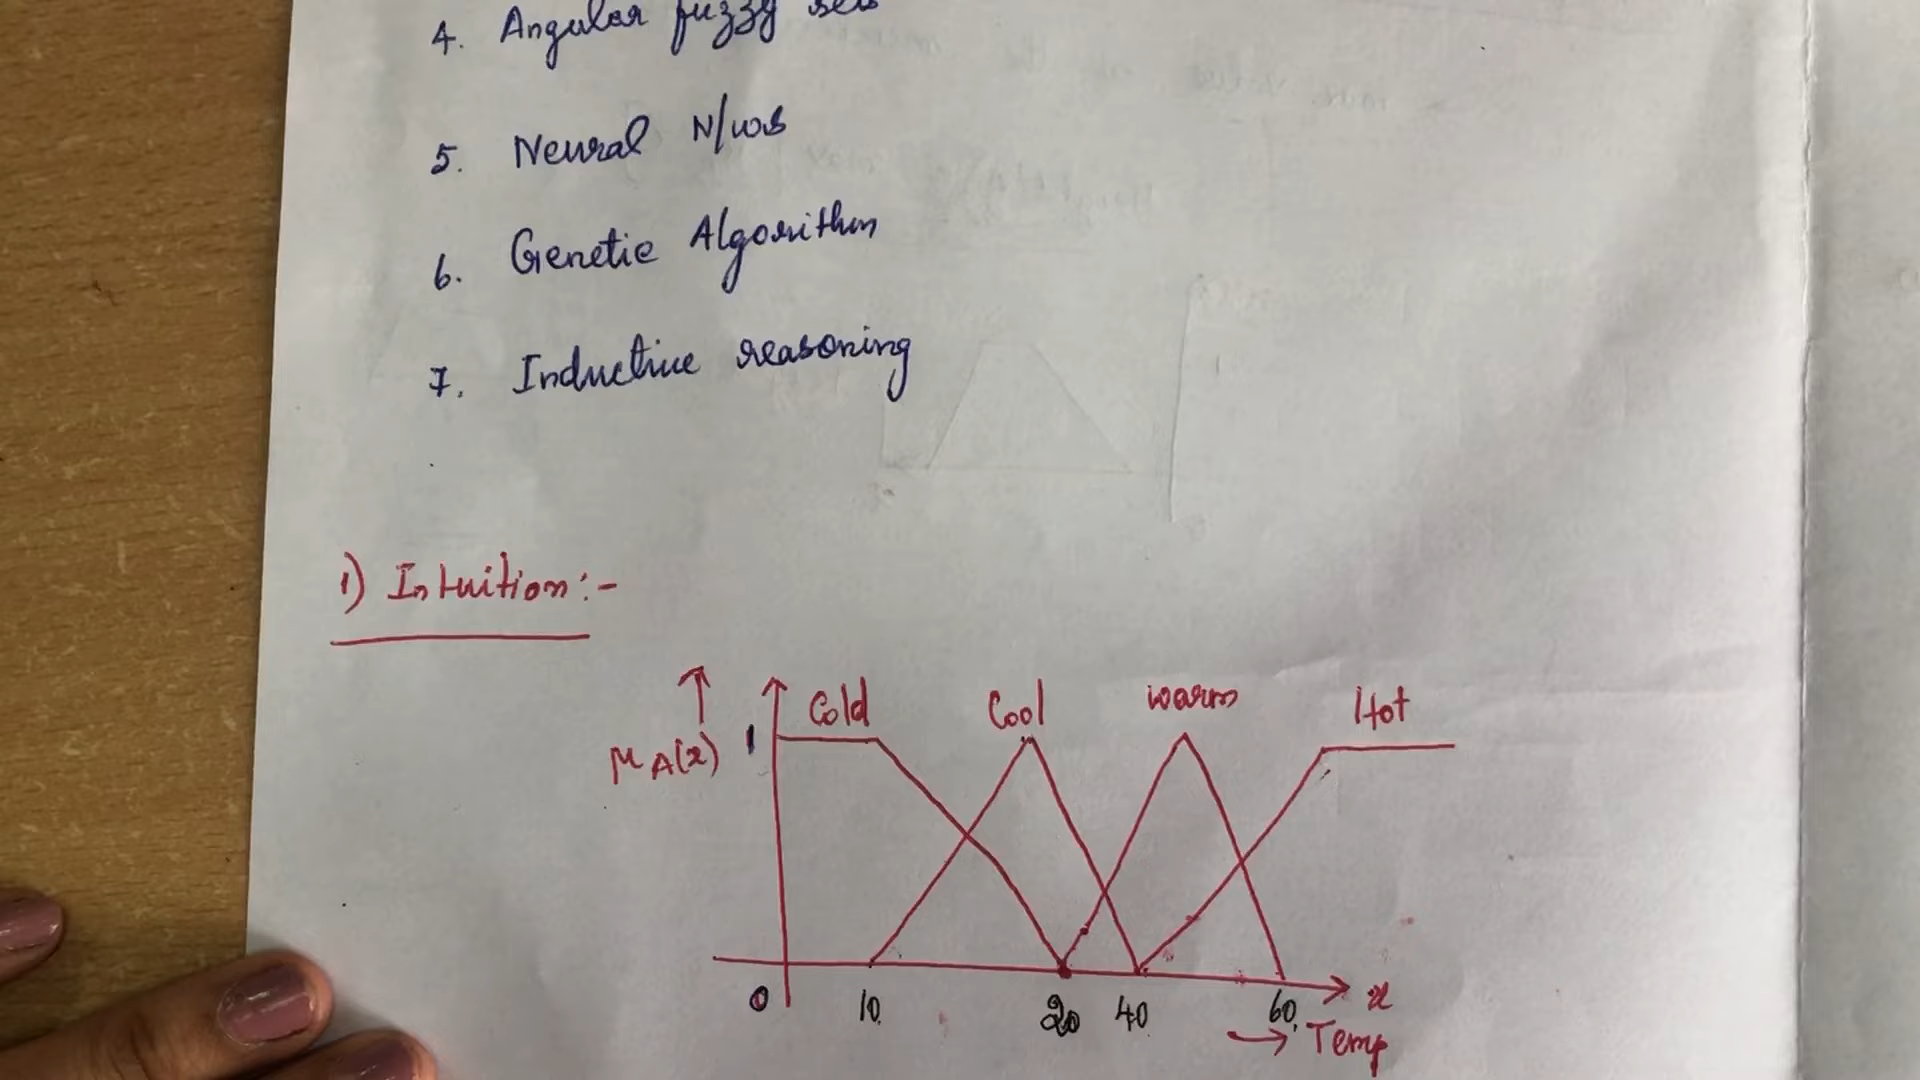 4. Angular fuzzy sets
5. Neural N/ws
6. Genetic Algorithm
7. Inductive reasoning
1) Intuition:-
Cold Cool warm Hot
μA(x) 1
0 10 20 40 60 x
Temp